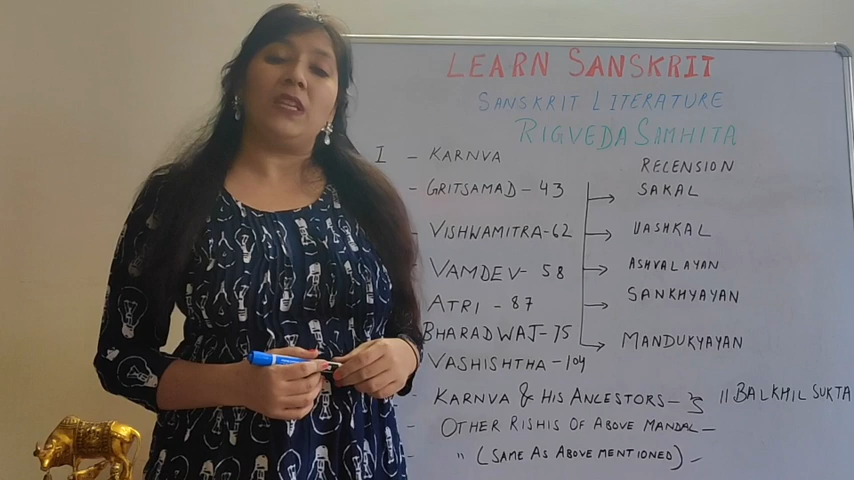 LEARN SANSKRIT
SANSKRIT LITERATURE
RIGVEDA SAMHITA
I - KARNVA
- GRITSAMAD - 43
- VISHWAMITRA - 62
VAMDEV - 58
ATRI - 87
BHARADWAJ - 75
VASHISHTHA - 104
- KARNVA & HIS ANCESTORS -
11 BALKHIL SUKTA
- OTHER RISHIS OF ABOVE MANDAL -
- " (SAME AS ABOVE MENTIONED) -
RECENSION
→ SAKAL
→ VASHKAL
→ ASHVALAYAN
→ SANKHYAYAN
→ MANDUKYAYAN